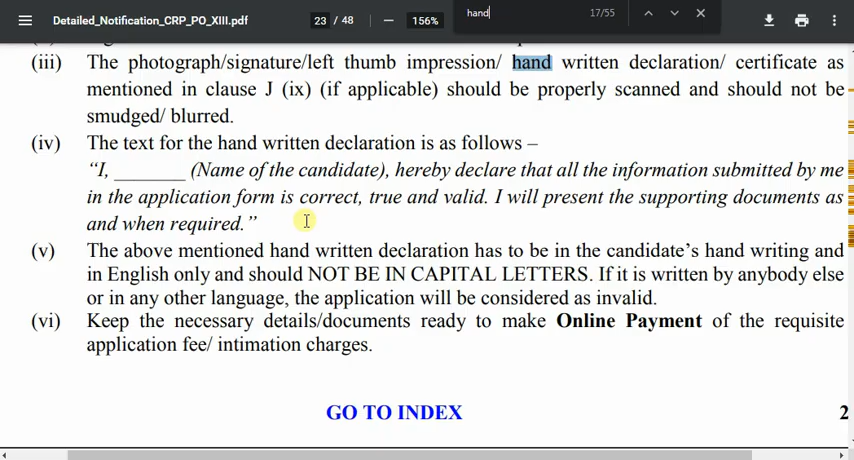 Detailed_Notification_CRP_PO_XIII.pdf
23 / 48
156%
hand
17/55
(iii) The photograph/signature/left thumb impression/ hand written declaration/ certificate as
mentioned in clause J (ix) (if applicable) should be properly scanned and should not be
smudged/ blurred.
(iv) The text for the hand written declaration is as follows –
“I, _______ (Name of the candidate), hereby declare that all the information submitted by me
in the application form is correct, true and valid. I will present the supporting documents as
and when required.”
(v) The above mentioned hand written declaration has to be in the candidate’s hand writing and
in English only and should NOT BE IN CAPITAL LETTERS. If it is written by anybody else
or in any other language, the application will be considered as invalid.
(vi) Keep the necessary details/documents ready to make Online Payment of the requisite
application fee/ intimation charges.
GO TO INDEX
2